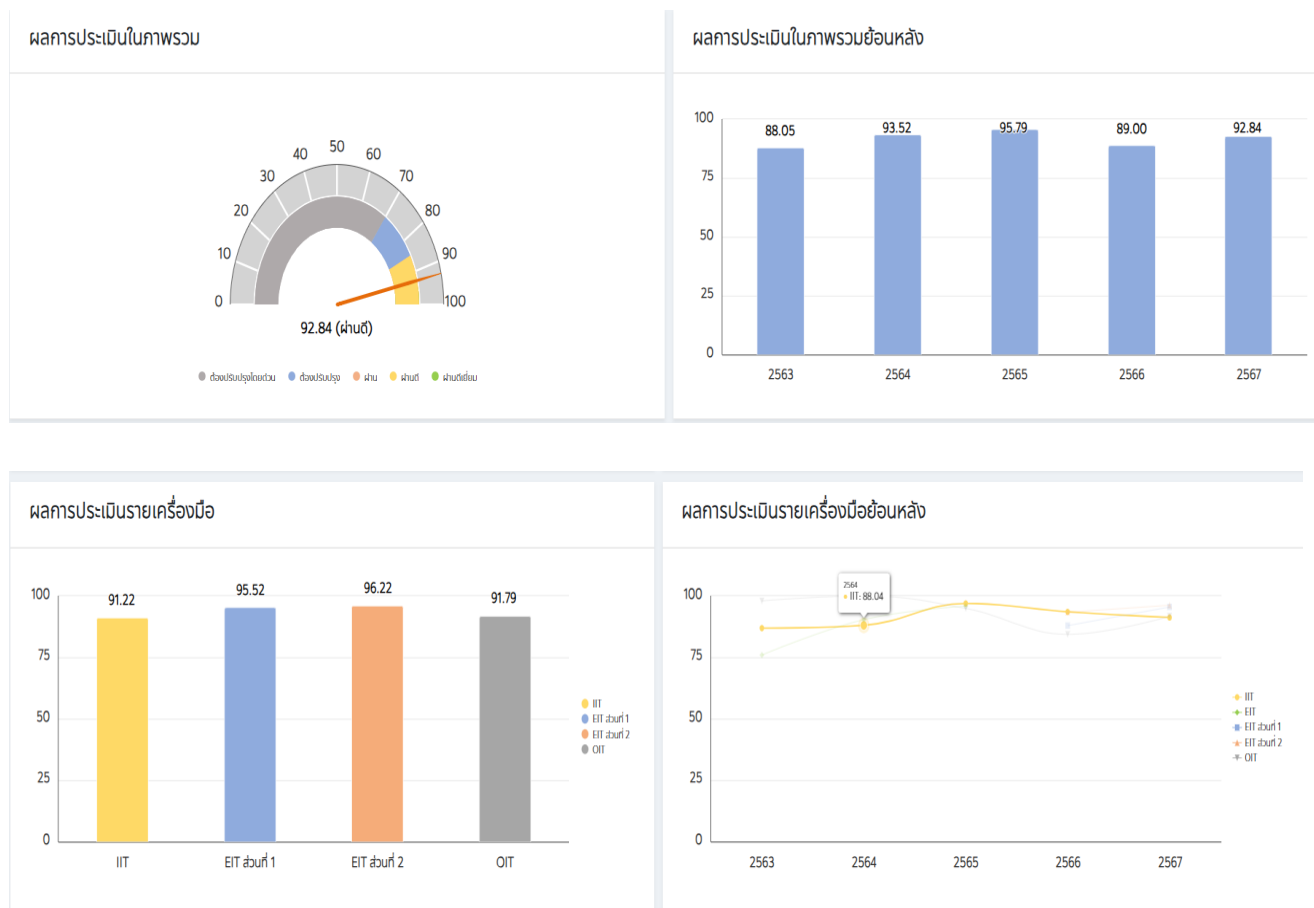 ผลการประเมินในภาพรวม
0
10
20
30
40
50
60
70
80
90
100
92.84 (ผ่านดี)
ต้องปรับปรุงโดยด่วน ต้องปรับปรุง ผ่าน ผ่านดี ผ่านดีเยี่ยม
ผลการประเมินในภาพรวมย้อนหลัง
100
75
50
25
0
88.05 93.52 95.79 89.00 92.84
2563 2564 2565 2566 2567
ผลการประเมินรายเครื่องมือ
100
75
50
25
0
91.22 95.52 96.22 91.79
IIT EIT ส่วนที่ 1 EIT ส่วนที่ 2 OIT
IIT
EIT ส่วนที่ 1
EIT ส่วนที่ 2
OIT
ผลการประเมินรายเครื่องมือย้อนหลัง
100
75
50
25
0
2564
IIT: 88.04
2563 2564 2565 2566 2567
IIT
EIT
EIT ส่วนที่ 1
EIT ส่วนที่ 2
OIT